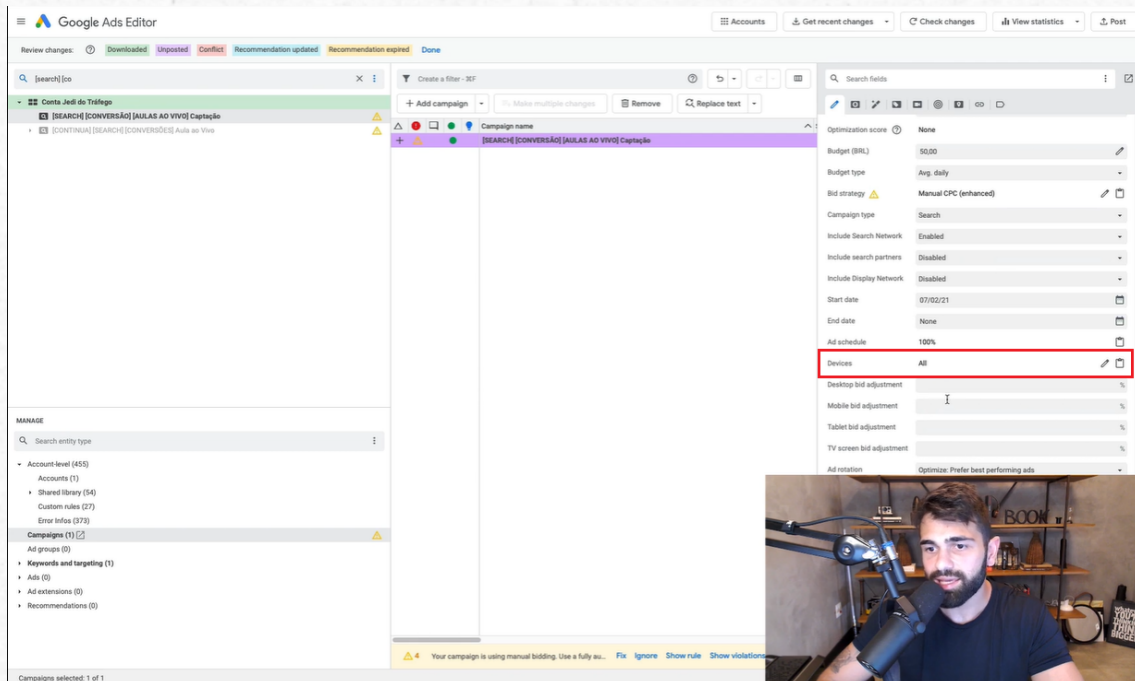 Google Ads Editor
Accounts
Get recent changes
Check changes
View statistics
Post
Review changes:
Downloaded
Unposted
Conflict
Recommendation updated
Recommendation expired
Done
[search] [co
Conta Jedi do Tráfego
[SEARCH] [CONVERSÃO] [AULAS AO VIVO] Captação
[CONTINUA] [SEARCH] [CONVERSÕES] Aula ao Vivo
MANAGE
Search entity type
Account-level (455)
Accounts (1)
Shared library (54)
Custom rules (27)
Error Infos (373)
Campaigns (1)
Ad groups (0)
Keywords and targeting (1)
Ads (0)
Ad extensions (0)
Recommendations (0)
Campaigns selected: 1 of 1
Create a filter - ⌘F
+ Add campaign
Make multiple changes
Remove
Replace text
Campaign name
[SEARCH] [CONVERSÃO] [AULAS AO VIVO] Captação
4 Your campaign is using manual bidding. Use a fully au... Fix Ignore Show rule Show violations
Search fields
Optimization score None
Budget (BRL) 50,00
Budget type Avg. daily
Bid strategy Manual CPC (enhanced)
Campaign type Search
Include Search Network Enabled
Include search partners Disabled
Include Display Network Disabled
Start date 07/02/21
End date None
Ad schedule 100%
Devices All
Desktop bid adjustment %
Mobile bid adjustment %
Tablet bid adjustment %
TV screen bid adjustment %
Ad rotation Optimize: Prefer best performing ads
BOOK
THINK
BIGGER